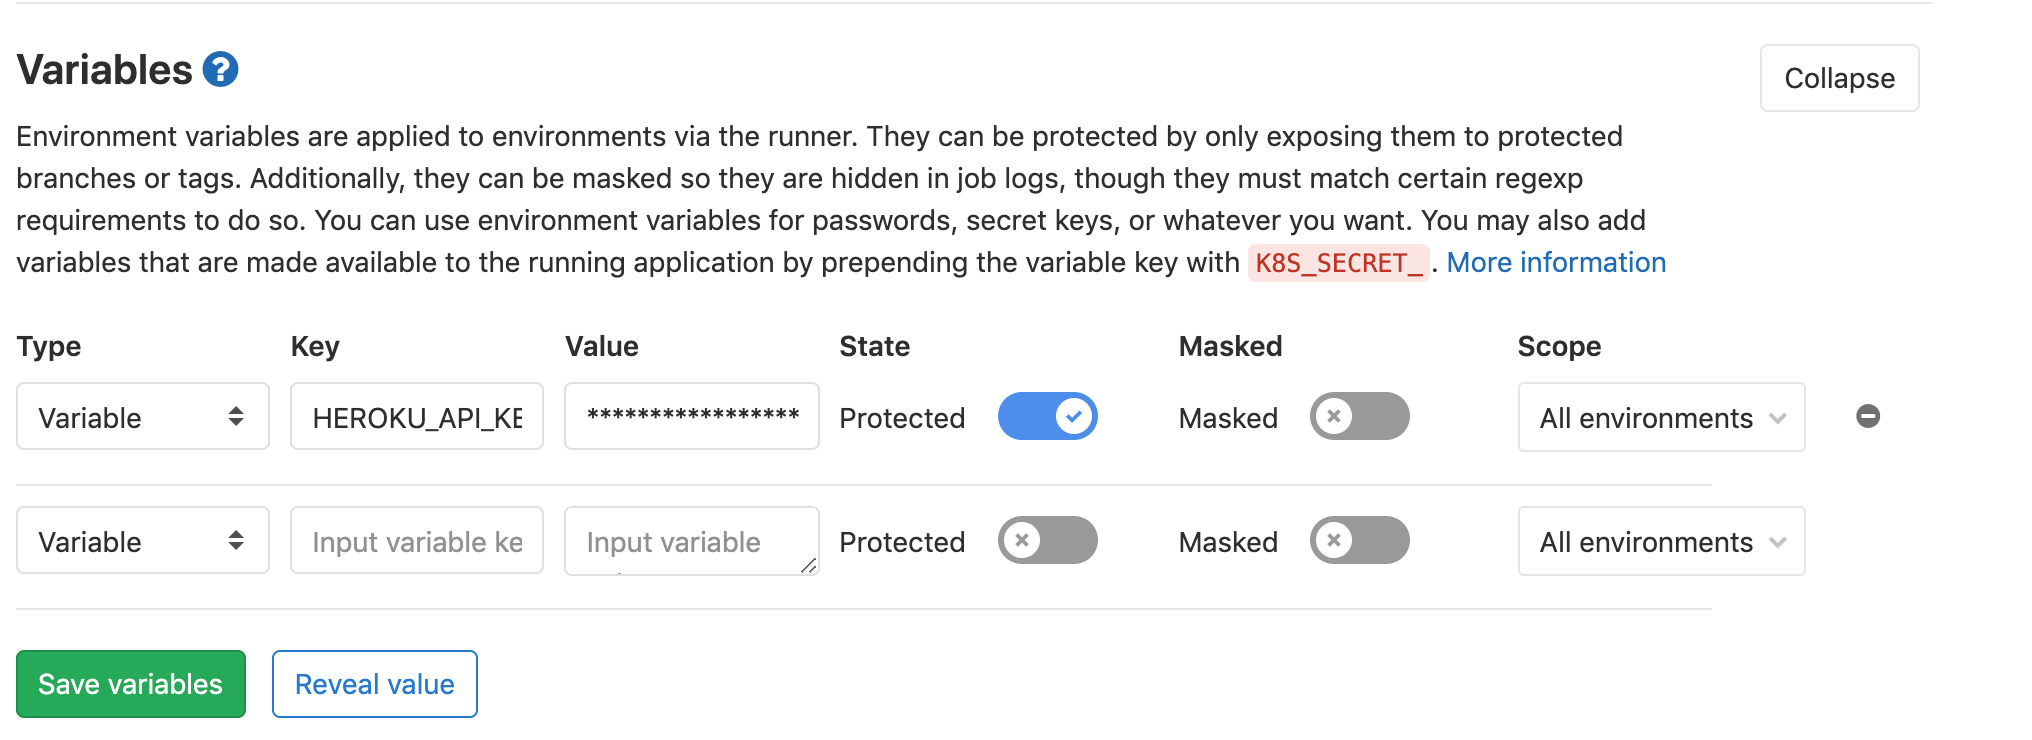 Variables ?
Collapse
Environment variables are applied to environments via the runner. They can be protected by only exposing them to protected
branches or tags. Additionally, they can be masked so they are hidden in job logs, though they must match certain regexp
requirements to do so. You can use environment variables for passwords, secret keys, or whatever you want. You may also add
variables that are made available to the running application by prepending the variable key with K8S_SECRET_ . More information
Type Key Value State Masked Scope
Variable HEROKU_API_KE ***************** Protected Masked All environments
Variable Input variable ke Input variable Protected Masked All environments
Save variables Reveal value